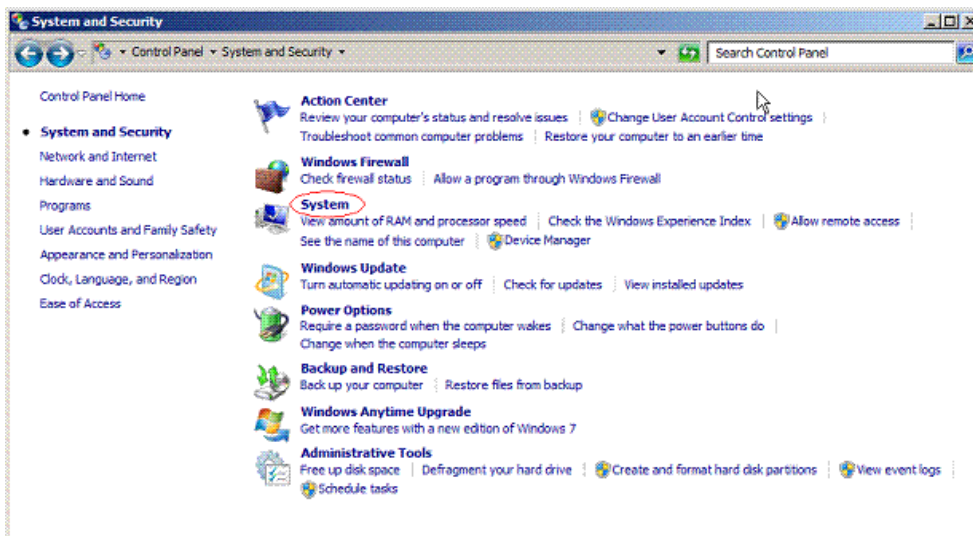 System and Security
Control Panel System and Security
Search Control Panel
Control Panel Home
System and Security
Network and Internet
Hardware and Sound
Programs
User Accounts and Family Safety
Appearance and Personalization
Clock, Language, and Region
Ease of Access
Action Center
Review your computer's status and resolve issues Change User Account Control settings
Troubleshoot common computer problems Restore your computer to an earlier time
Windows Firewall
Check firewall status Allow a program through Windows Firewall
System
View amount of RAM and processor speed Check the Windows Experience Index Allow remote access
See the name of this computer Device Manager
Windows Update
Turn automatic updating on or off Check for updates View installed updates
Power Options
Require a password when the computer wakes Change what the power buttons do
Change when the computer sleeps
Backup and Restore
Back up your computer Restore files from backup
Windows Anytime Upgrade
Get more features with a new edition of Windows 7
Administrative Tools
Free up disk space Defragment your hard drive Create and format hard disk partitions View event logs
Schedule tasks